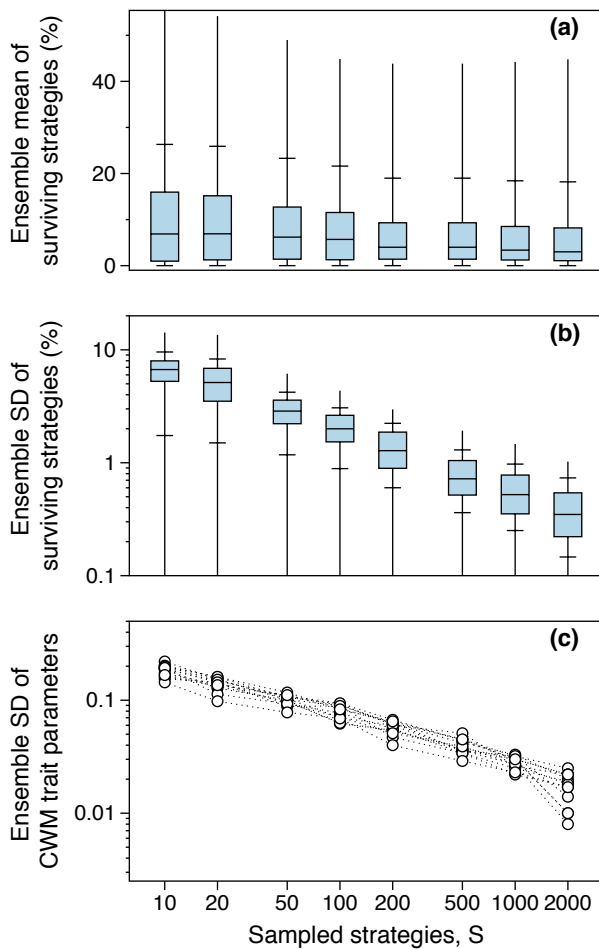 (a)
Ensemble mean of
surviving strategies (%)
40
20
0
(b)
Ensemble SD of
surviving strategies (%)
10
1
0.1
(c)
Ensemble SD of
CWM trait parameters
0.1
0.01
10 20 50 100 200 500 1000 2000
Sampled strategies, S